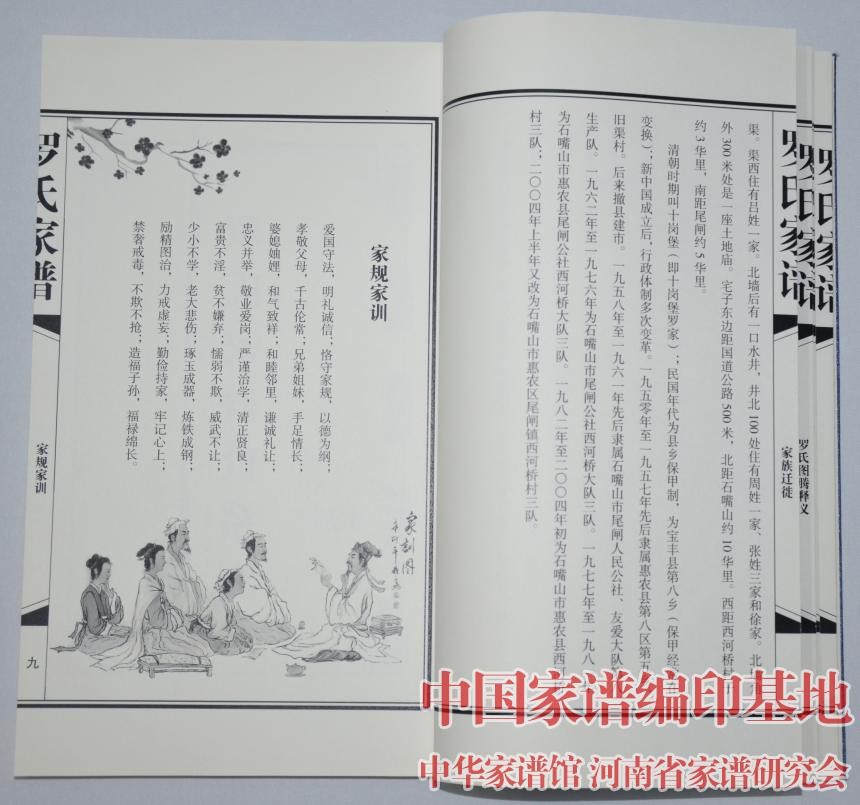 罗氏家谱
罗氏家谱
罗氏家谱
罗氏图腾释义
家族迁徙
渠。渠西住有吕姓一家。北墙后有一口水井，井北 100 处住有周姓一家、张姓三家和徐家。北
外 300 米处是一座土地庙。宅子东边距国道公路 500 米，北距石嘴山约 10 华里。西距西河桥村
约 3 华里，南距尾闸约 5 华里。
清朝时期叫十岗堡（即十岗堡罗家）；民国年代为县乡保甲制，为宝丰县第八乡（保甲经
变换）；新中国成立后，行政体制多次变革。一九五零年至一九五七年先后隶属惠农县第八区第五
旧渠村。后来撤县建市。一九五八年至一九六一年先后隶属石嘴山市尾闸人民公社、友爱大队
生产队。一九六二年至一九七六年为石嘴山市尾闸公社西河桥大队三队。一九七七年至一九八
为石嘴山市惠农县尾闸公社西河桥大队三队。一九八二年至二〇〇四年初为石嘴山市惠农县西河
村三队；二〇〇四年上半年又改为石嘴山市惠农区尾闸镇西河桥村三队。
家规家训
爱国守法，明礼诚信；恪守家规，以德为纲；
孝敬父母，千古伦常；兄弟姐妹，手足情长；
婆媳妯娌，和气致祥；和睦邻里，谦诚礼让；
忠义并举，敬业爱岗；严谨治学，清正贤良；
富贵不淫，贫不嫌弃；懦弱不欺，威武不让；
少小不学，老大悲伤；琢玉成器，炼铁成钢；
励精图治，力戒虚妄；勤俭持家，牢记心上；
禁奢戒毒，不欺不抢；造福子孙，福禄绵长。
家训图
罗氏家谱
家规家训
九
中国家谱编印基地
中华家谱馆 河南省家谱研究会